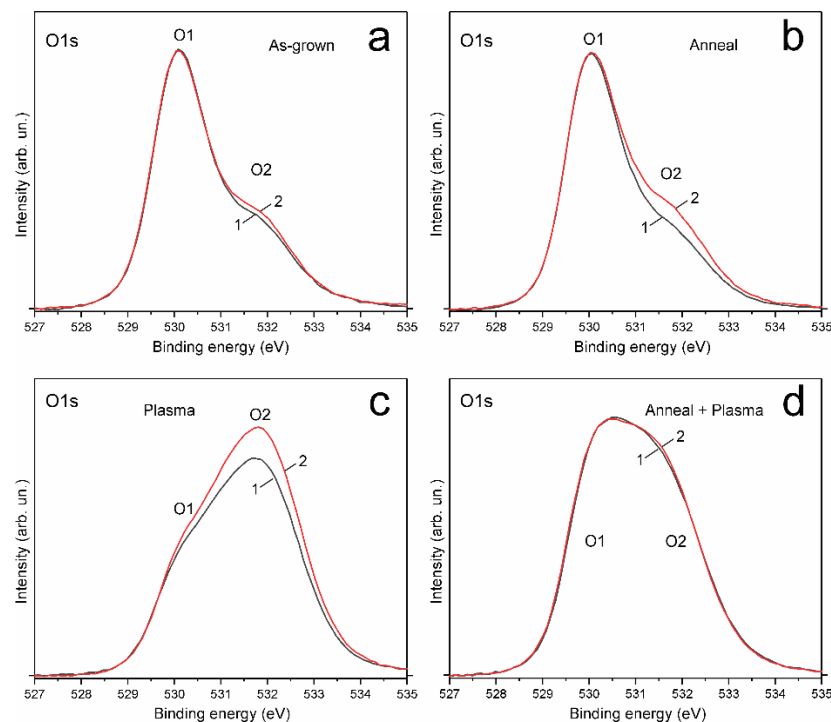 O1s
O1
As-grown
a
O2
2
1
Intensity (arb. un.)
527 528 529 530 531 532 533 534 535
Binding energy (eV)
O1s
O1
Anneal
b
O2
2
1
Intensity (arb. un.)
527 528 529 530 531 532 533 534 535
Binding energy (eV)
O1s
Plasma
c
O2
2
1
O1
Intensity (arb. un.)
527 528 529 530 531 532 533 534 535
Binding energy (eV)
O1s
d
Anneal + Plasma
2
1
O1
O2
Intensity (arb. un.)
527 528 529 530 531 532 533 534 535
Binding energy (eV)